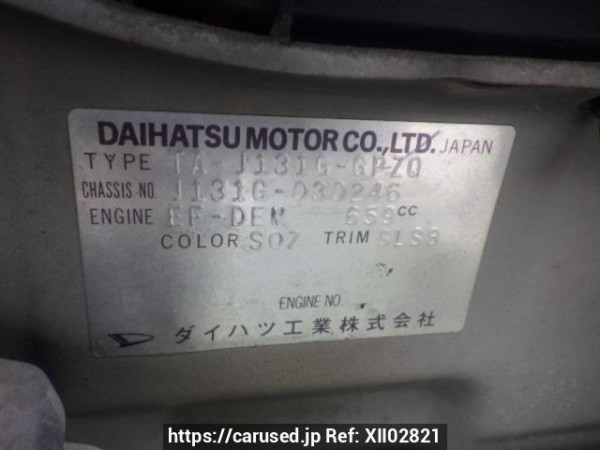 DAIHATSU MOTOR CO.,LTD. JAPAN
TYPE TA-J131G-GPZQ
CHASSIS NO. J131G-030246
ENGINE EF-DEM 659CC
COLOR S07 TRIM
ENGINE NO.
ダイハツ工業株式会社
https://carused.jp Ref: XII02821